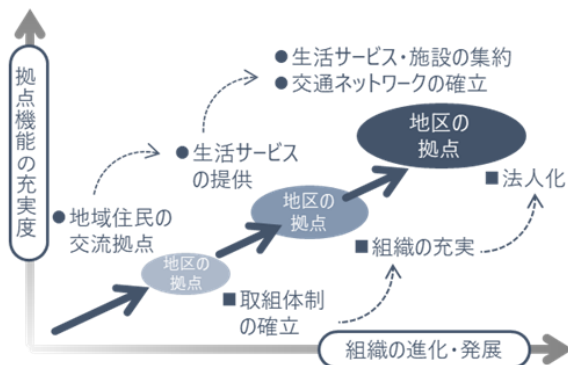 拠点機能の充実度
●生活サービス・施設の集約
●交通ネットワークの確立
●生活サービス
の提供
●地域住民の
交流拠点
地区の
拠点
地区の
拠点
地区の
拠点
■法人化
■組織の充実
■取組体制
の確立
組織の進化・発展